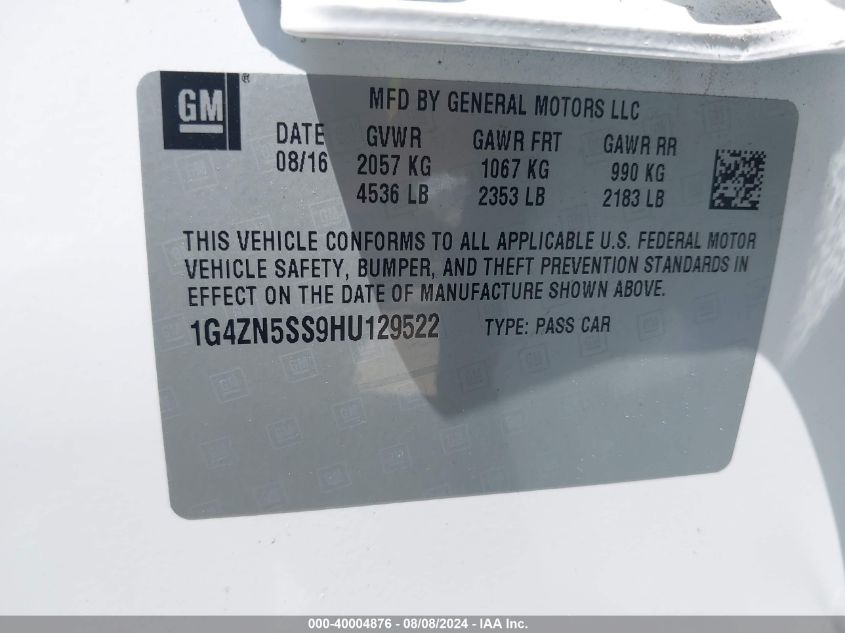 GM ®
MFD BY GENERAL MOTORS LLC
DATE GVWR GAWR FRT GAWR RR
08/16 2057 KG 1067 KG 990 KG
4536 LB 2353 LB 2183 LB
THIS VEHICLE CONFORMS TO ALL APPLICABLE U.S. FEDERAL MOTOR
VEHICLE SAFETY, BUMPER, AND THEFT PREVENTION STANDARDS IN
EFFECT ON THE DATE OF MANUFACTURE SHOWN ABOVE.
1G4ZN5SS9HU129522 TYPE: PASS CAR
000-40004876 - 08/08/2024 - IAA Inc.